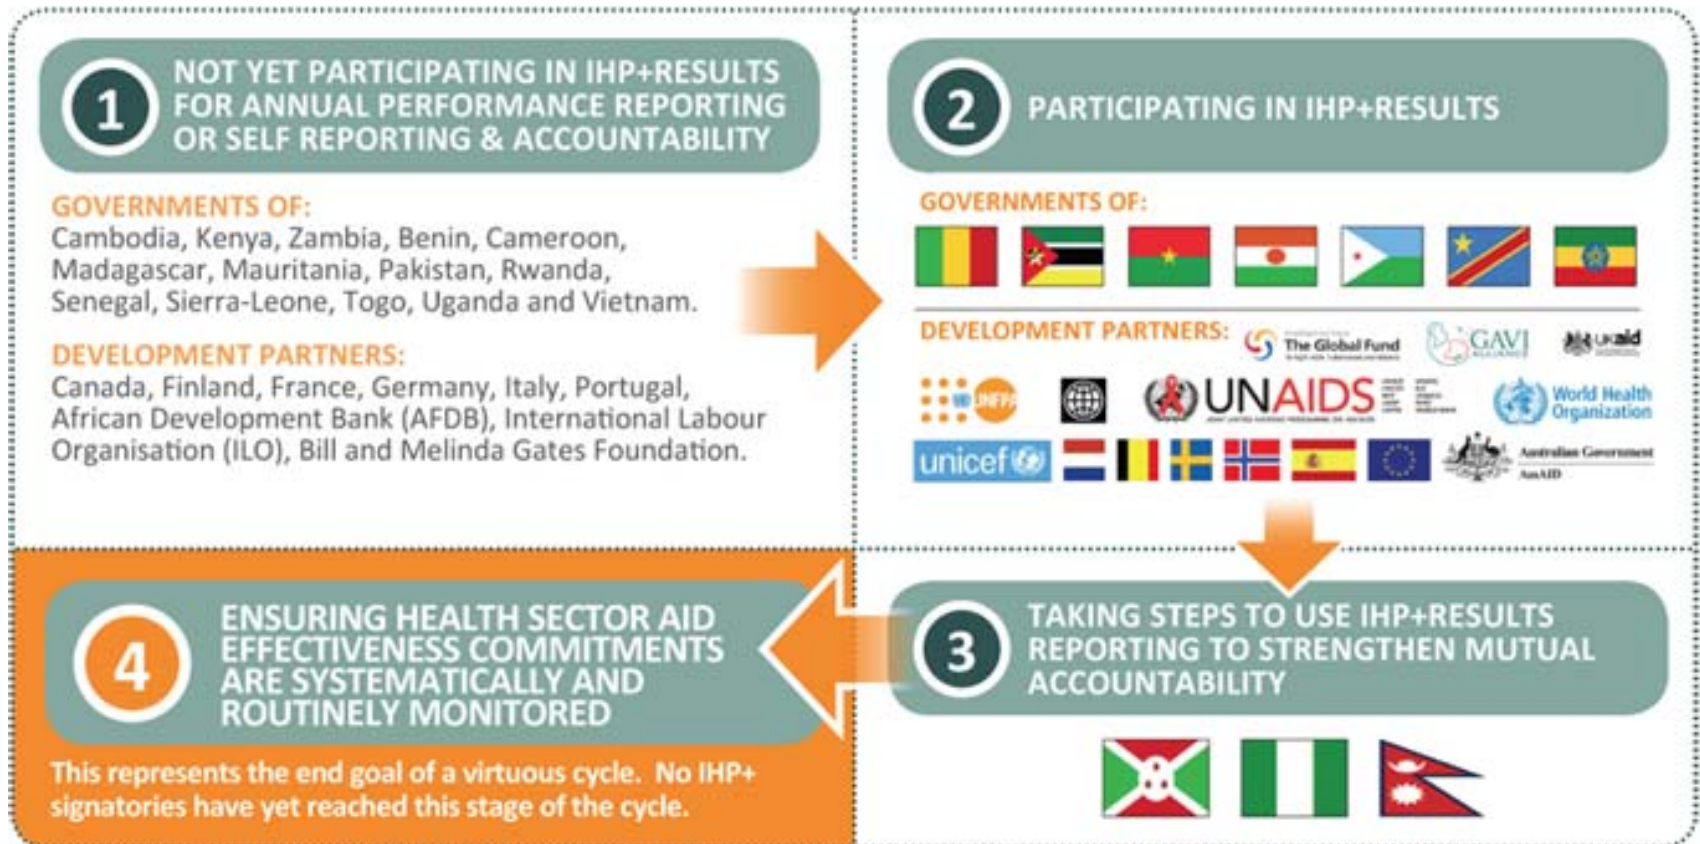 1
NOT YET PARTICIPATING IN IHP+RESULTS
FOR ANNUAL PERFORMANCE REPORTING
OR SELF REPORTING & ACCOUNTABILITY
GOVERNMENTS OF:
Cambodia, Kenya, Zambia, Benin, Cameroon,
Madagascar, Mauritania, Pakistan, Rwanda,
Senegal, Sierra-Leone, Togo, Uganda and Vietnam.
DEVELOPMENT PARTNERS:
Canada, Finland, France, Germany, Italy, Portugal,
African Development Bank (AFDB), International Labour
Organisation (ILO), Bill and Melinda Gates Foundation.
2
PARTICIPATING IN IHP+RESULTS
GOVERNMENTS OF:
DEVELOPMENT PARTNERS:
The Global Fund
GAVI
ALLIANCE
UKaid
UNFPA
UNAIDS
World Health
Organization
unicef
Australian Government
AusAID
3
TAKING STEPS TO USE IHP+RESULTS
REPORTING TO STRENGTHEN MUTUAL
ACCOUNTABILITY
4
ENSURING HEALTH SECTOR AID
EFFECTIVENESS COMMITMENTS
ARE SYSTEMATICALLY AND
ROUTINELY MONITORED
This represents the end goal of a virtuous cycle. No IHP+
signatories have yet reached this stage of the cycle.